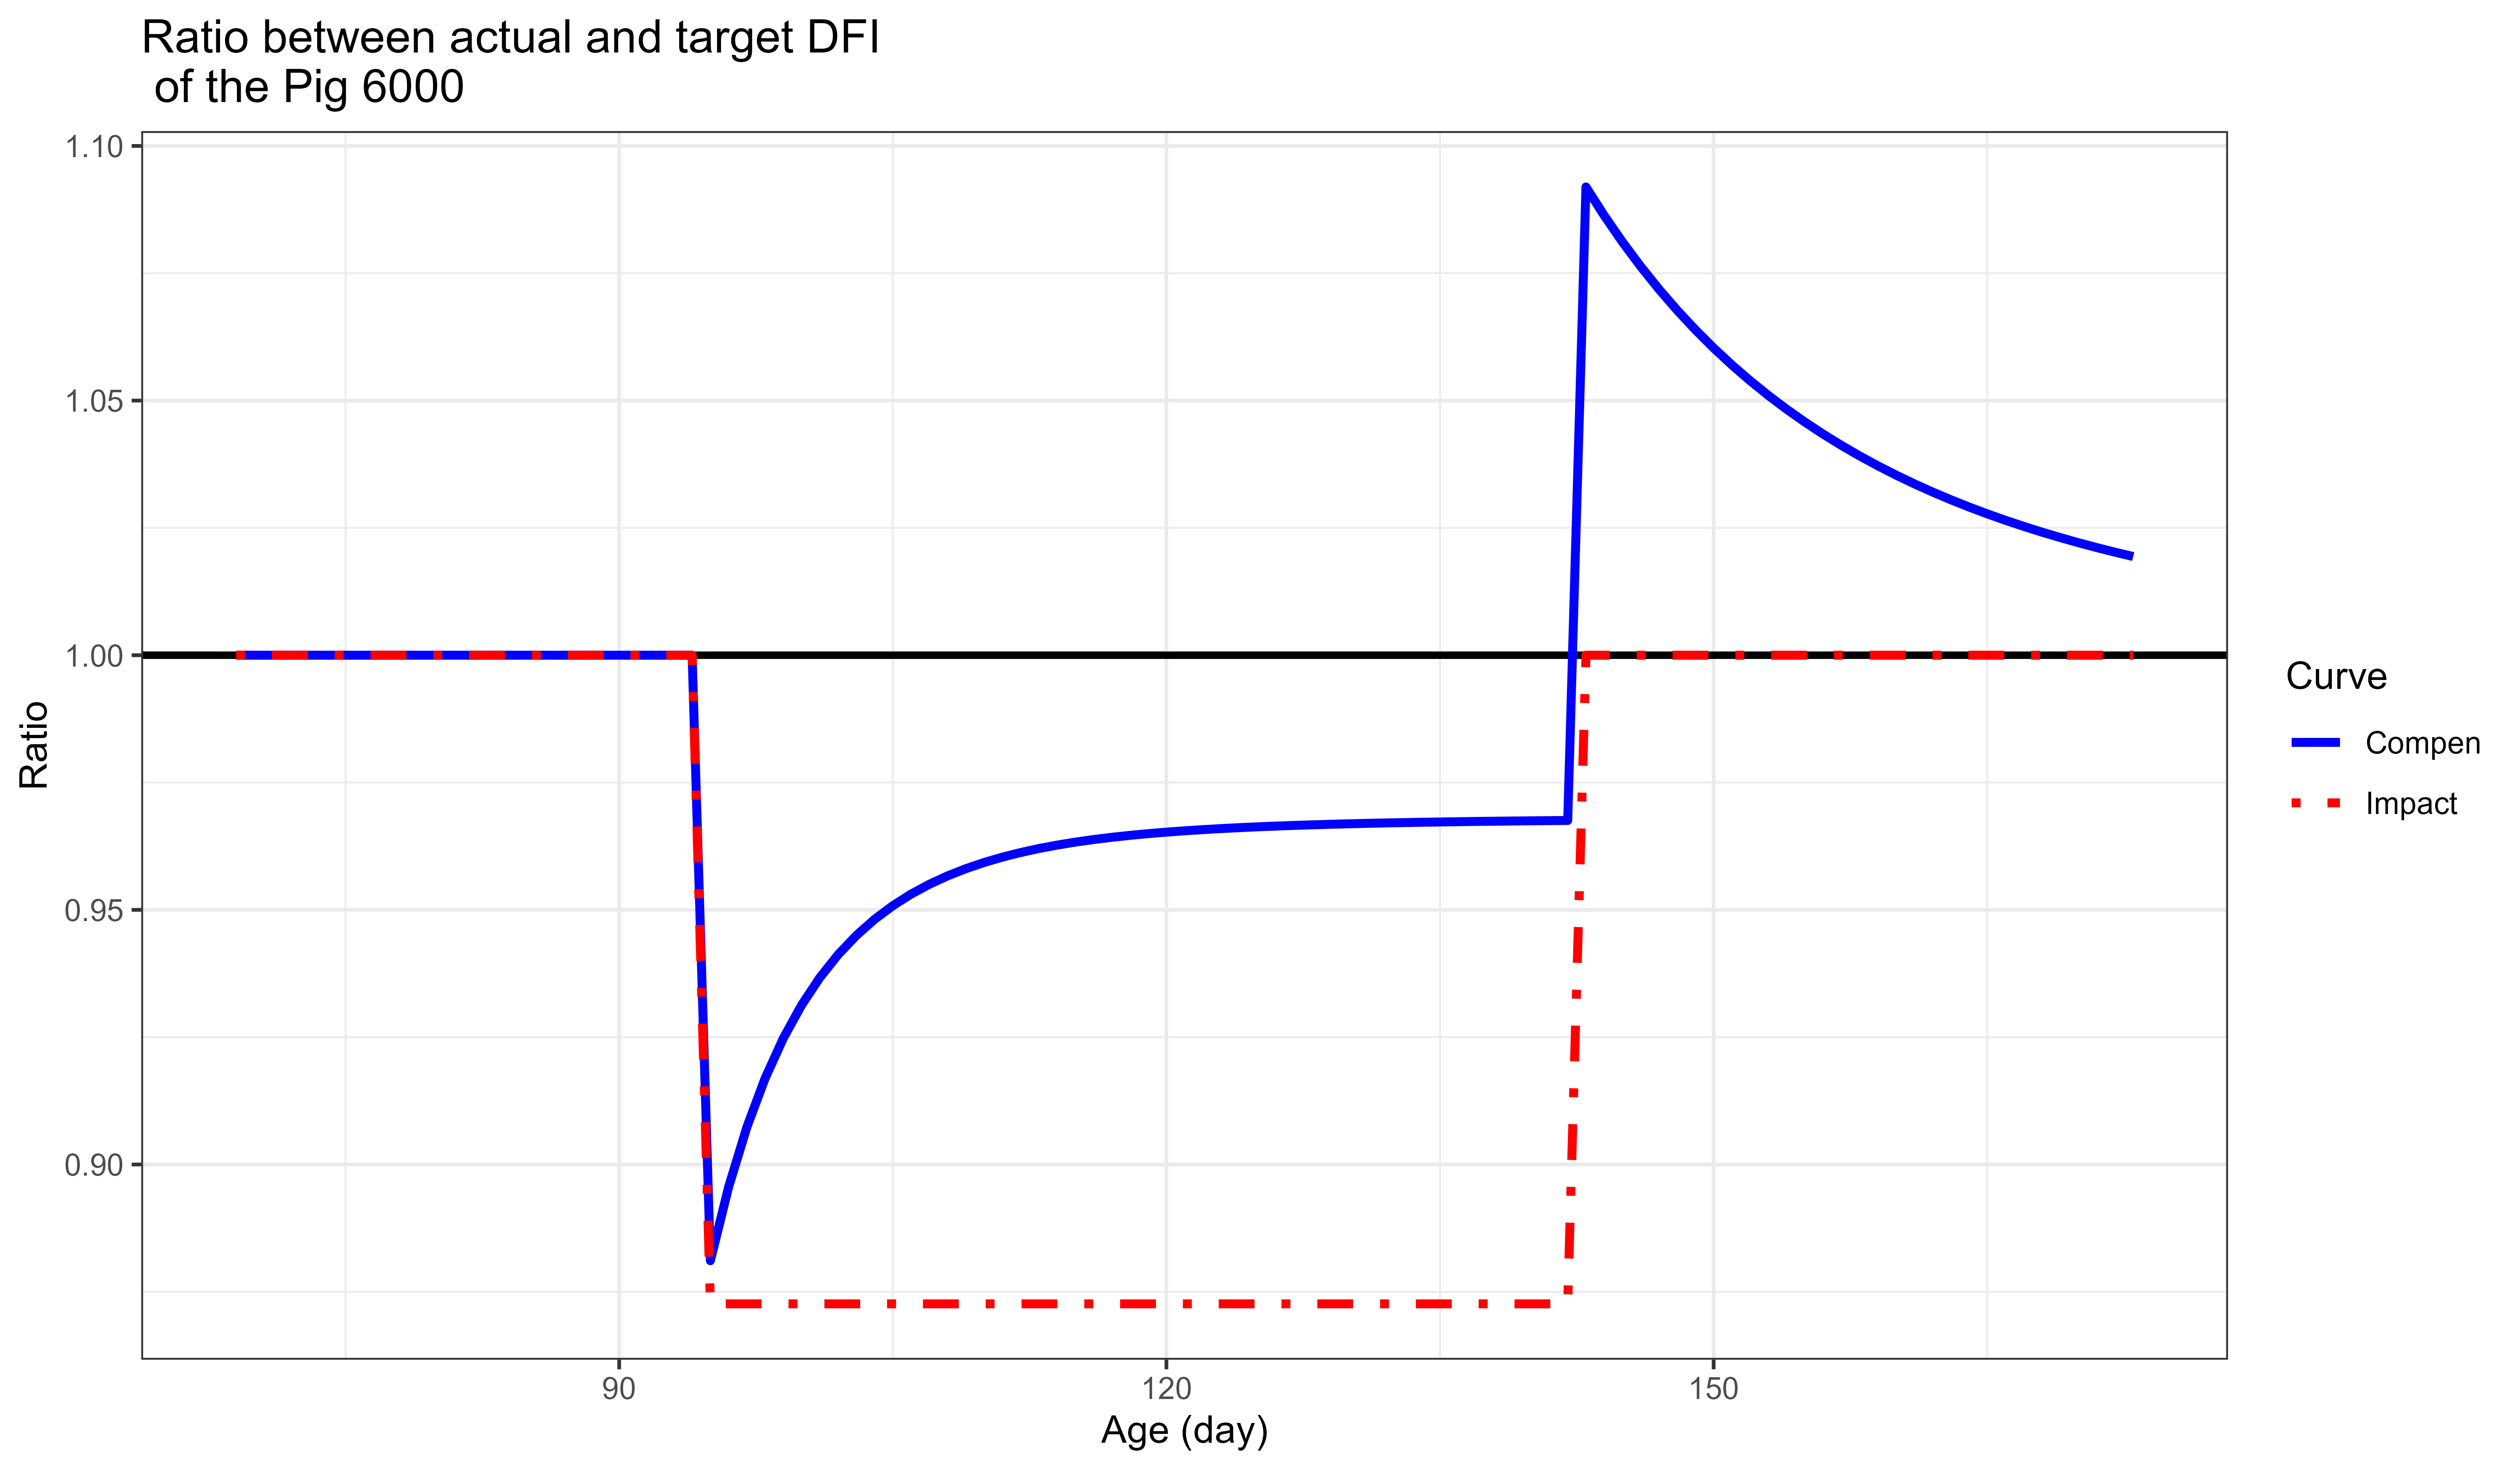 Ratio between actual and target DFI
of the Pig 6000
1.10
1.05
1.00
0.95
0.90
Ratio
90
120
150
Age (day)
Curve
Compen
Impact